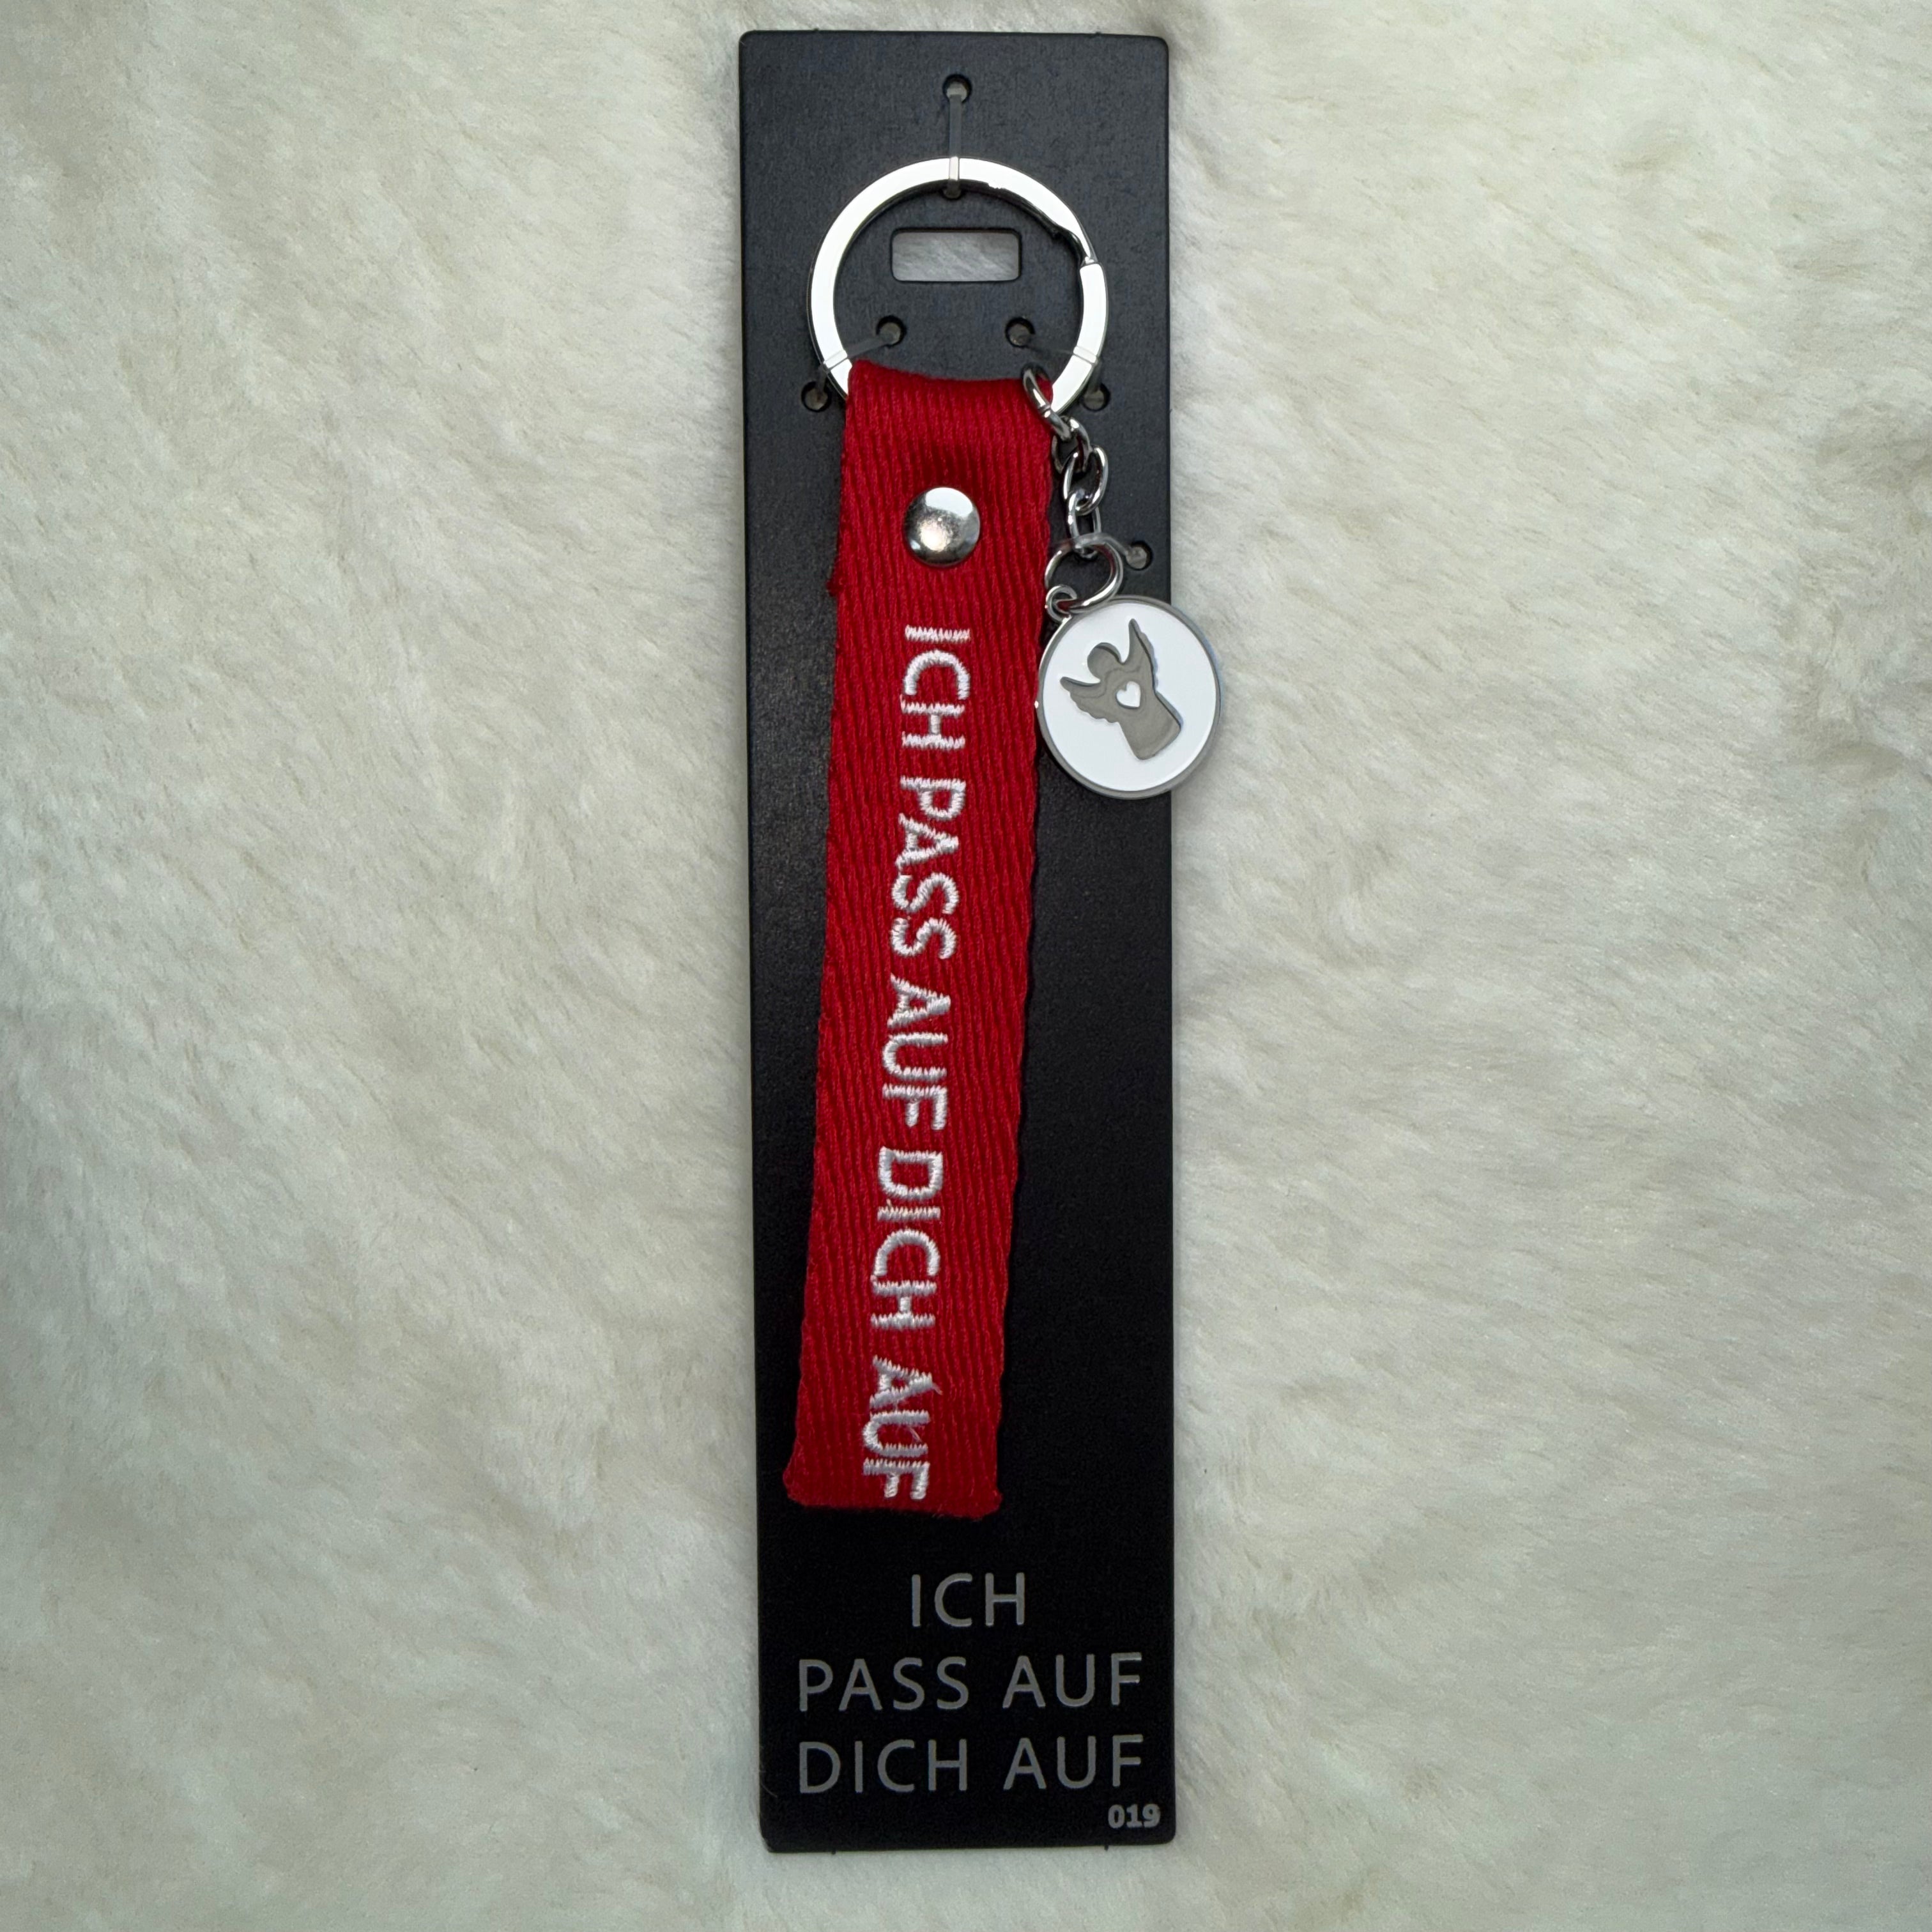 ICH PASS AUF DICH AUF
ICH
PASS AUF
DICH AUF
019